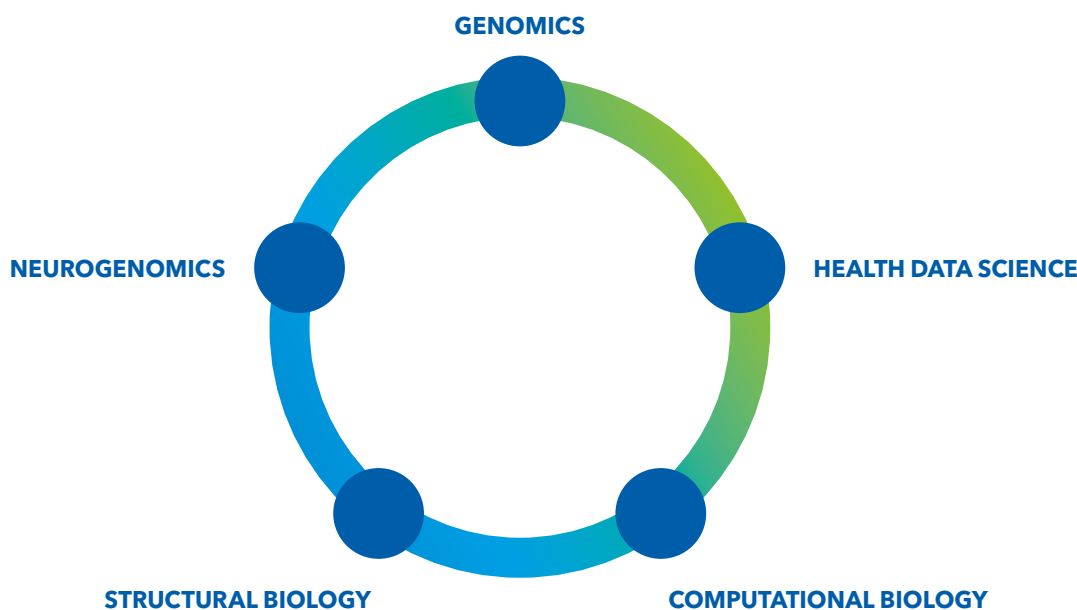 GENOMICS
NEUROGENOMICS
HEALTH DATA SCIENCE
STRUCTURAL BIOLOGY
COMPUTATIONAL BIOLOGY